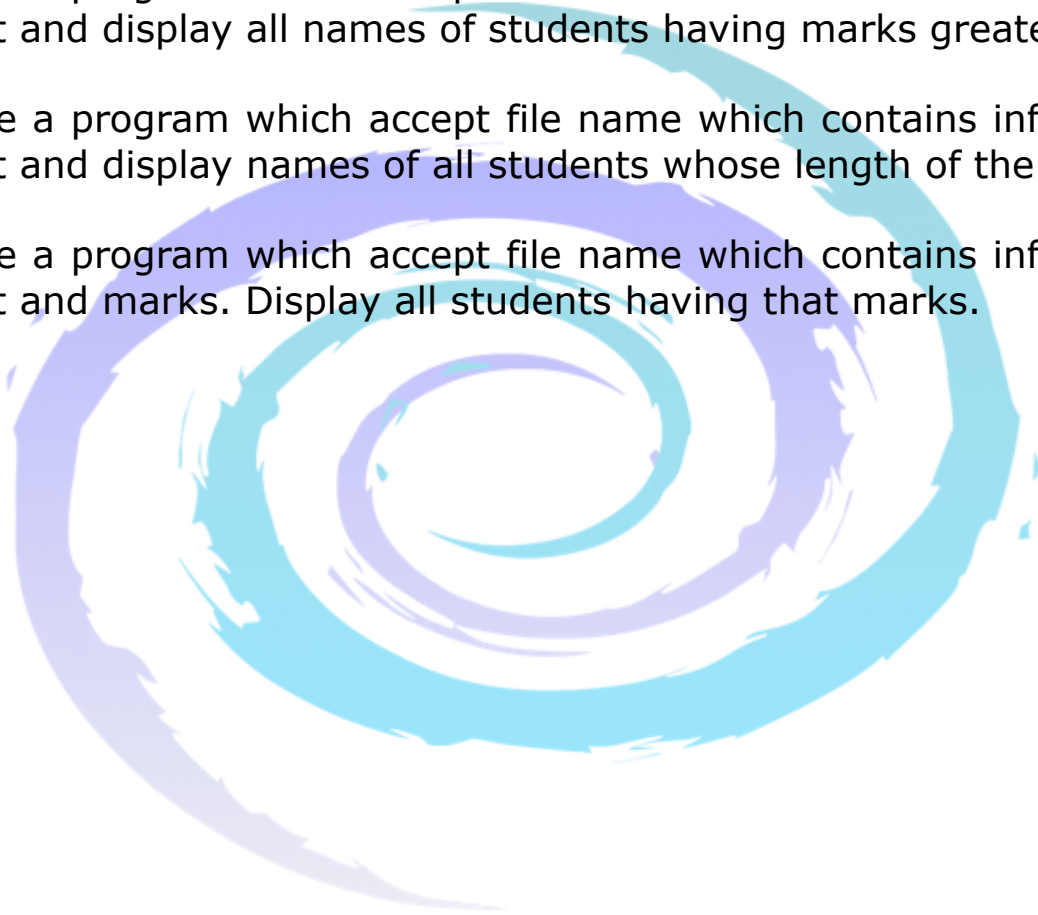 t and display all names of students having marks greate
e a program which accept file name which contains inf
t and display names of all students whose length of the
e a program which accept file name which contains inf
t and marks. Display all students having that marks.